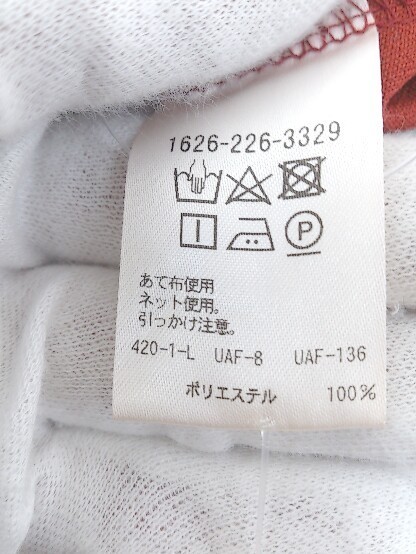 1626-226-3329
P
あて布使用
ネット使用。
引っかけ注意。
420-1-L UAF-8 UAF-136
ポリエステル 100%